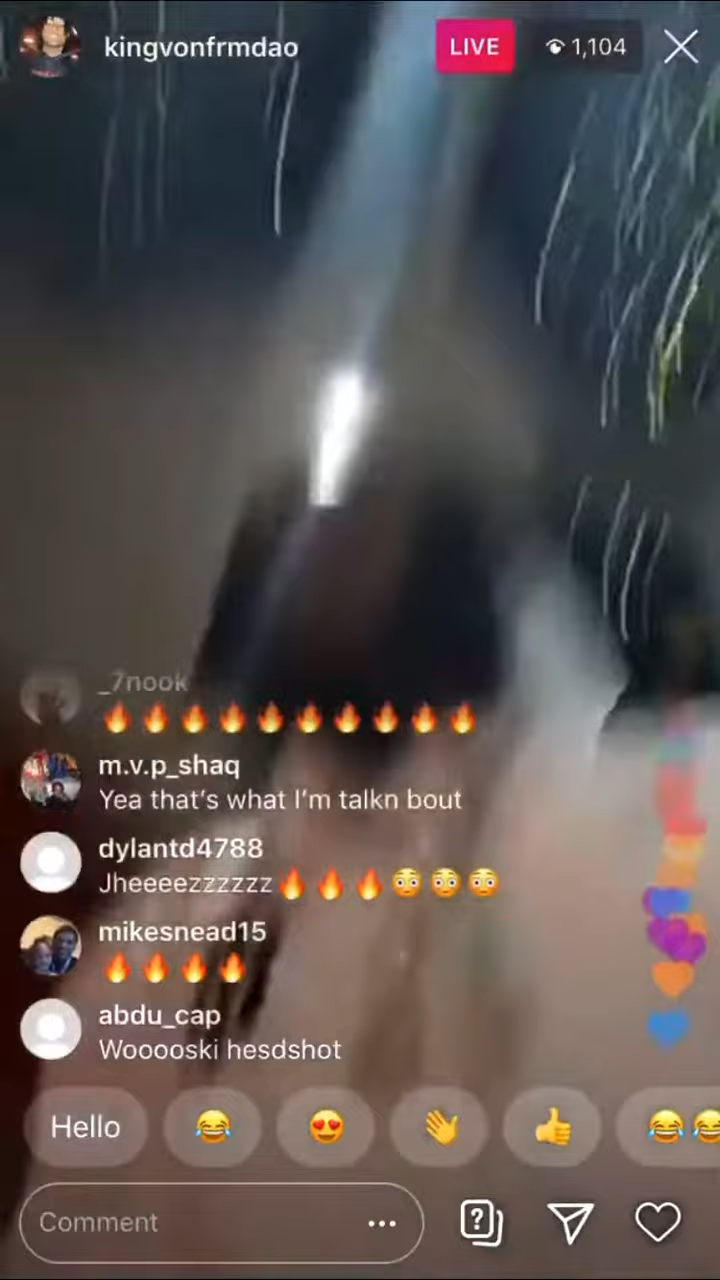 kingvonfrmdao
LIVE
1,104
_7nook
🔥🔥🔥🔥🔥🔥🔥🔥🔥🔥
m.v.p_shaq
Yea that’s what I’m talkn bout
dylantd4788
Jheeeezzzzzz🔥🔥🔥😳😳😳
mikesnead15
🔥🔥🔥🔥
abdu_cap
Wooooski hesdshot
Hello 😂 😍 👋 👍 😂😂
Comment